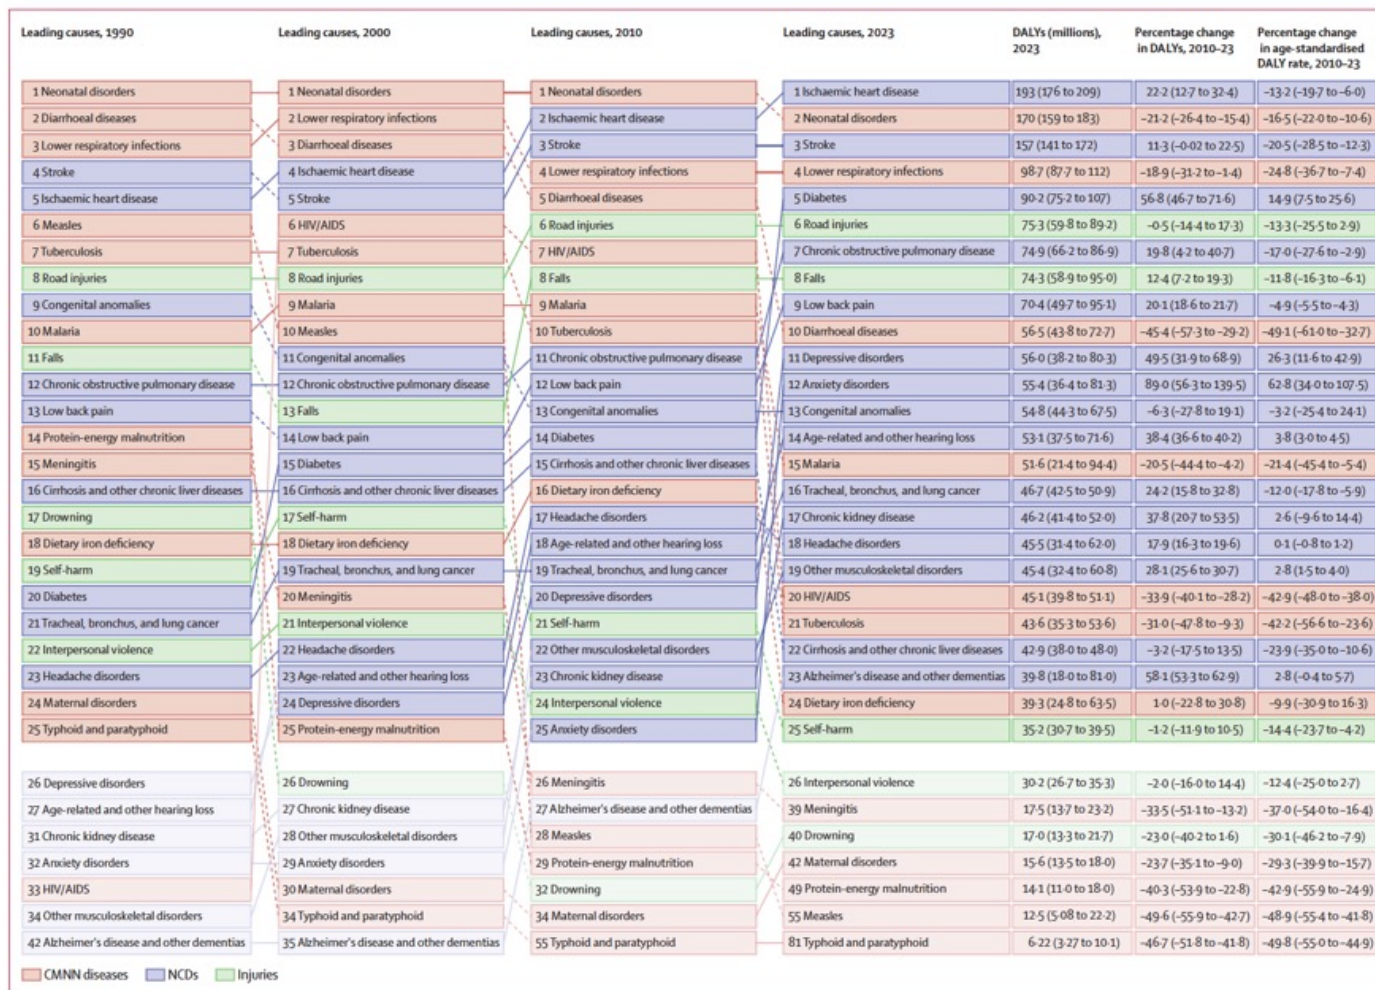 Leading causes, 1990 Leading causes, 2000 Leading causes, 2010 Leading causes, 2023 DALYs (millions), 2023 Percentage change in DALYs, 2010–23 Percentage change in age-standardised DALY rate, 2010–23
1 Neonatal disorders 1 Neonatal disorders 1 Neonatal disorders 1 Ischaemic heart disease 193 (176 to 209) 22·2 (12·7 to 32·4) −13·2 (−19·7 to −6·0)
2 Diarrhoeal diseases 2 Lower respiratory infections 2 Ischaemic heart disease 2 Neonatal disorders 170 (159 to 183) −21·2 (−26·4 to −15·4) −16·5 (−22·0 to −10·6)
3 Lower respiratory infections 3 Diarrhoeal diseases 3 Stroke 3 Stroke 157 (141 to 172) 11·3 (−0·02 to 22·5) −20·5 (−28·5 to −12·3)
4 Stroke 4 Ischaemic heart disease 4 Lower respiratory infections 4 Lower respiratory infections 98·7 (87·7 to 112) −18·9 (−31·2 to −1·4) −24·8 (−36·7 to −7·4)
5 Ischaemic heart disease 5 Stroke 5 Diarrhoeal diseases 5 Diabetes 90·2 (75·2 to 107) 56·8 (46·7 to 71·6) 14·9 (7·5 to 25·6)
6 Measles 6 HIV/AIDS 6 Road injuries 6 Road injuries 75·3 (59·8 to 89·2) −0·5 (−14·4 to 17·3) −13·3 (−25·5 to 2·9)
7 Tuberculosis 7 Tuberculosis 7 HIV/AIDS 7 Chronic obstructive pulmonary disease 74·9 (66·2 to 86·9) 19·8 (4·2 to 40·7) −17·0 (−27·6 to −2·9)
8 Road injuries 8 Road injuries 8 Falls 8 Falls 74·3 (58·9 to 95·0) 12·4 (7·2 to 19·3) −11·8 (−16·3 to −6·1)
9 Congenital anomalies 9 Malaria 9 Malaria 9 Low back pain 70·4 (49·7 to 95·1) 20·1 (18·6 to 21·7) −4·9 (−5·5 to −4·3)
10 Malaria 10 Measles 10 Tuberculosis 10 Diarrhoeal diseases 56·5 (43·8 to 72·7) −45·4 (−57·3 to −29·2) −49·1 (−61·0 to −32·7)
11 Falls 11 Congenital anomalies 11 Chronic obstructive pulmonary disease 11 Depressive disorders 56·0 (38·2 to 80·3) 49·5 (31·9 to 68·9) 26·3 (11·6 to 42·9)
12 Chronic obstructive pulmonary disease 12 Chronic obstructive pulmonary disease 12 Low back pain 12 Anxiety disorders 55·4 (36·4 to 81·3) 89·0 (56·3 to 139·5) 62·8 (34·0 to 107·5)
13 Low back pain 13 Falls 13 Congenital anomalies 13 Congenital anomalies 54·8 (44·3 to 67·5) −6·3 (−27·8 to 19·1) −3·2 (−25·4 to 24·1)
14 Protein-energy malnutrition 14 Low back pain 14 Diabetes 14 Age-related and other hearing loss 53·1 (37·5 to 71·6) 38·4 (36·6 to 40·2) 3·8 (3·0 to 4·5)
15 Meningitis 15 Diabetes 15 Cirrhosis and other chronic liver diseases 15 Malaria 51·6 (21·4 to 94·4) −20·5 (−44·4 to −4·2) −21·4 (−45·4 to −5·4)
16 Cirrhosis and other chronic liver diseases 16 Cirrhosis and other chronic liver diseases 16 Dietary iron deficiency 16 Tracheal, bronchus, and lung cancer 46·7 (42·5 to 50·9) 24·2 (15·8 to 32·8) −12·0 (−17·8 to −5·9)
17 Drowning 17 Self-harm 17 Headache disorders 17 Chronic kidney disease 46·2 (41·4 to 52·0) 37·8 (20·7 to 53·5) 2·6 (−9·6 to 14·4)
18 Dietary iron deficiency 18 Dietary iron deficiency 18 Age-related and other hearing loss 18 Headache disorders 45·5 (31·4 to 62·0) 17·9 (16·3 to 19·6) 0·1 (−0·8 to 1·2)
19 Self-harm 19 Tracheal, bronchus, and lung cancer 19 Tracheal, bronchus, and lung cancer 19 Other musculoskeletal disorders 45·4 (32·4 to 60·8) 28·1 (25·6 to 30·7) 2·8 (1·5 to 4·0)
20 Diabetes 20 Meningitis 20 Depressive disorders 20 HIV/AIDS 45·1 (39·8 to 51·1) −33·9 (−40·1 to −28·2) −42·9 (−48·0 to −38·0)
21 Tracheal, bronchus, and lung cancer 21 Interpersonal violence 21 Self-harm 21 Tuberculosis 43·6 (35·3 to 53·6) −31·0 (−47·8 to −9·3) −42·2 (−56·6 to −23·6)
22 Interpersonal violence 22 Headache disorders 22 Other musculoskeletal disorders 22 Cirrhosis and other chronic liver diseases 42·9 (38·0 to 48·0) −3·2 (−17·5 to 13·5) −23·9 (−35·0 to −10·6)
23 Headache disorders 23 Age-related and other hearing loss 23 Chronic kidney disease 23 Alzheimer's disease and other dementias 39·8 (18·0 to 81·0) 58·1 (53·3 to 62·9) 2·8 (−0·4 to 5·7)
24 Maternal disorders 24 Depressive disorders 24 Interpersonal violence 24 Dietary iron deficiency 39·3 (24·8 to 63·5) 1·0 (−22·8 to 30·8) −9·9 (−30·9 to 16·3)
25 Typhoid and paratyphoid 25 Protein-energy malnutrition 25 Anxiety disorders 25 Self-harm 35·2 (30·7 to 39·5) −1·2 (−11·9 to 10·5) −14·4 (−23·7 to −4·2)
26 Depressive disorders 26 Drowning 26 Meningitis 26 Interpersonal violence 30·2 (26·7 to 35·3) −2·0 (−16·0 to 14·4) −12·4 (−25·0 to 2·7)
27 Age-related and other hearing loss 27 Chronic kidney disease 27 Alzheimer's disease and other dementias 39 Meningitis 17·5 (13·7 to 23·2) −33·5 (−51·1 to −13·2) −37·0 (−54·0 to −16·4)
31 Chronic kidney disease 28 Other musculoskeletal disorders 28 Measles 40 Drowning 17·0 (13·3 to 21·7) −23·0 (−40·2 to 1·6) −30·1 (−46·2 to −7·9)
32 Anxiety disorders 29 Anxiety disorders 29 Protein-energy malnutrition 42 Maternal disorders 15·6 (13·5 to 18·0) −23·7 (−35·1 to −9·0) −29·3 (−39·9 to −15·7)
33 HIV/AIDS 30 Maternal disorders 32 Drowning 49 Protein-energy malnutrition 14·1 (11·0 to 18·0) −40·3 (−53·9 to −22·8) −42·9 (−55·9 to −24·9)
34 Other musculoskeletal disorders 34 Typhoid and paratyphoid 34 Maternal disorders 55 Measles 12·5 (5·08 to 22·2) −49·6 (−55·9 to −42·7) −48·9 (−55·4 to −41·8)
42 Alzheimer's disease and other dementias 35 Alzheimer's disease and other dementias 55 Typhoid and paratyphoid 81 Typhoid and paratyphoid 6·22 (3·27 to 10·1) −46·7 (−51·8 to −41·8) −49·8 (−55·0 to −44·9)
CMNN diseases NCDs Injuries